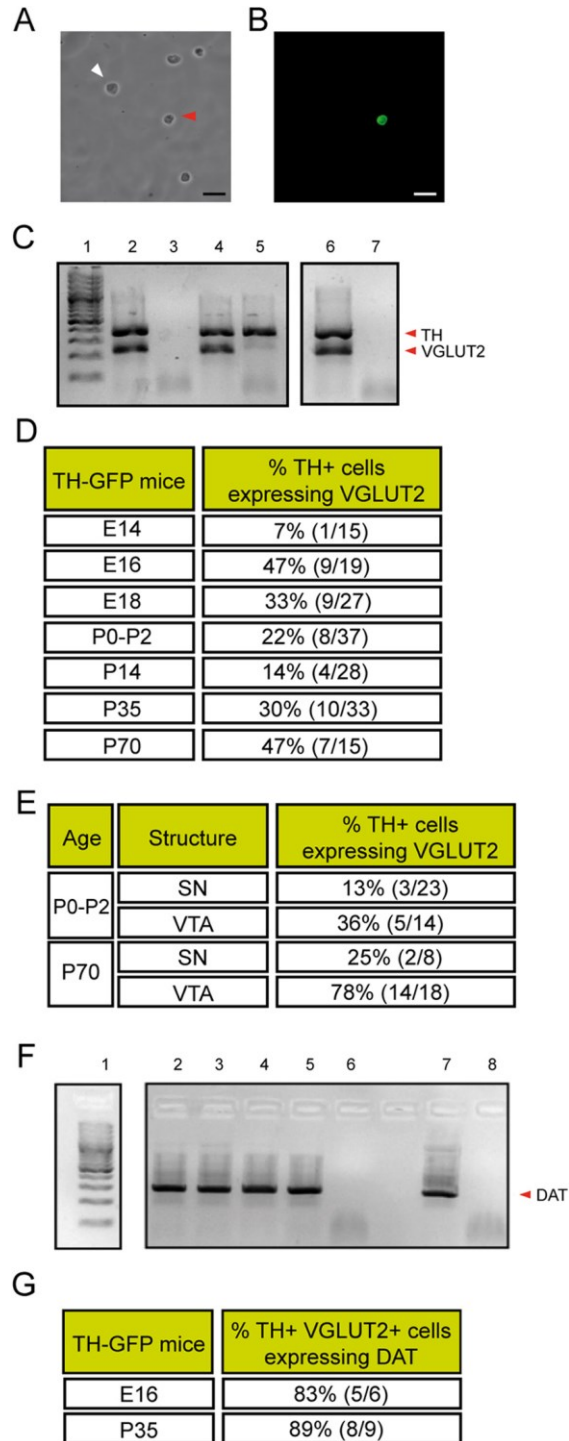 A
B
C
1 2 3 4 5 6 7
TH
VGLUT2
D
TH-GFP mice
% TH+ cells
expressing VGLUT2
E14 7% (1/15)
E16 47% (9/19)
E18 33% (9/27)
P0-P2 22% (8/37)
P14 14% (4/28)
P35 30% (10/33)
P70 47% (7/15)
E
Age Structure
% TH+ cells
expressing VGLUT2
P0-P2
SN 13% (3/23)
VTA 36% (5/14)
P70
SN 25% (2/8)
VTA 78% (14/18)
F
1 2 3 4 5 6 7 8
DAT
G
TH-GFP mice
% TH+ VGLUT2+ cells
expressing DAT
E16 83% (5/6)
P35 89% (8/9)